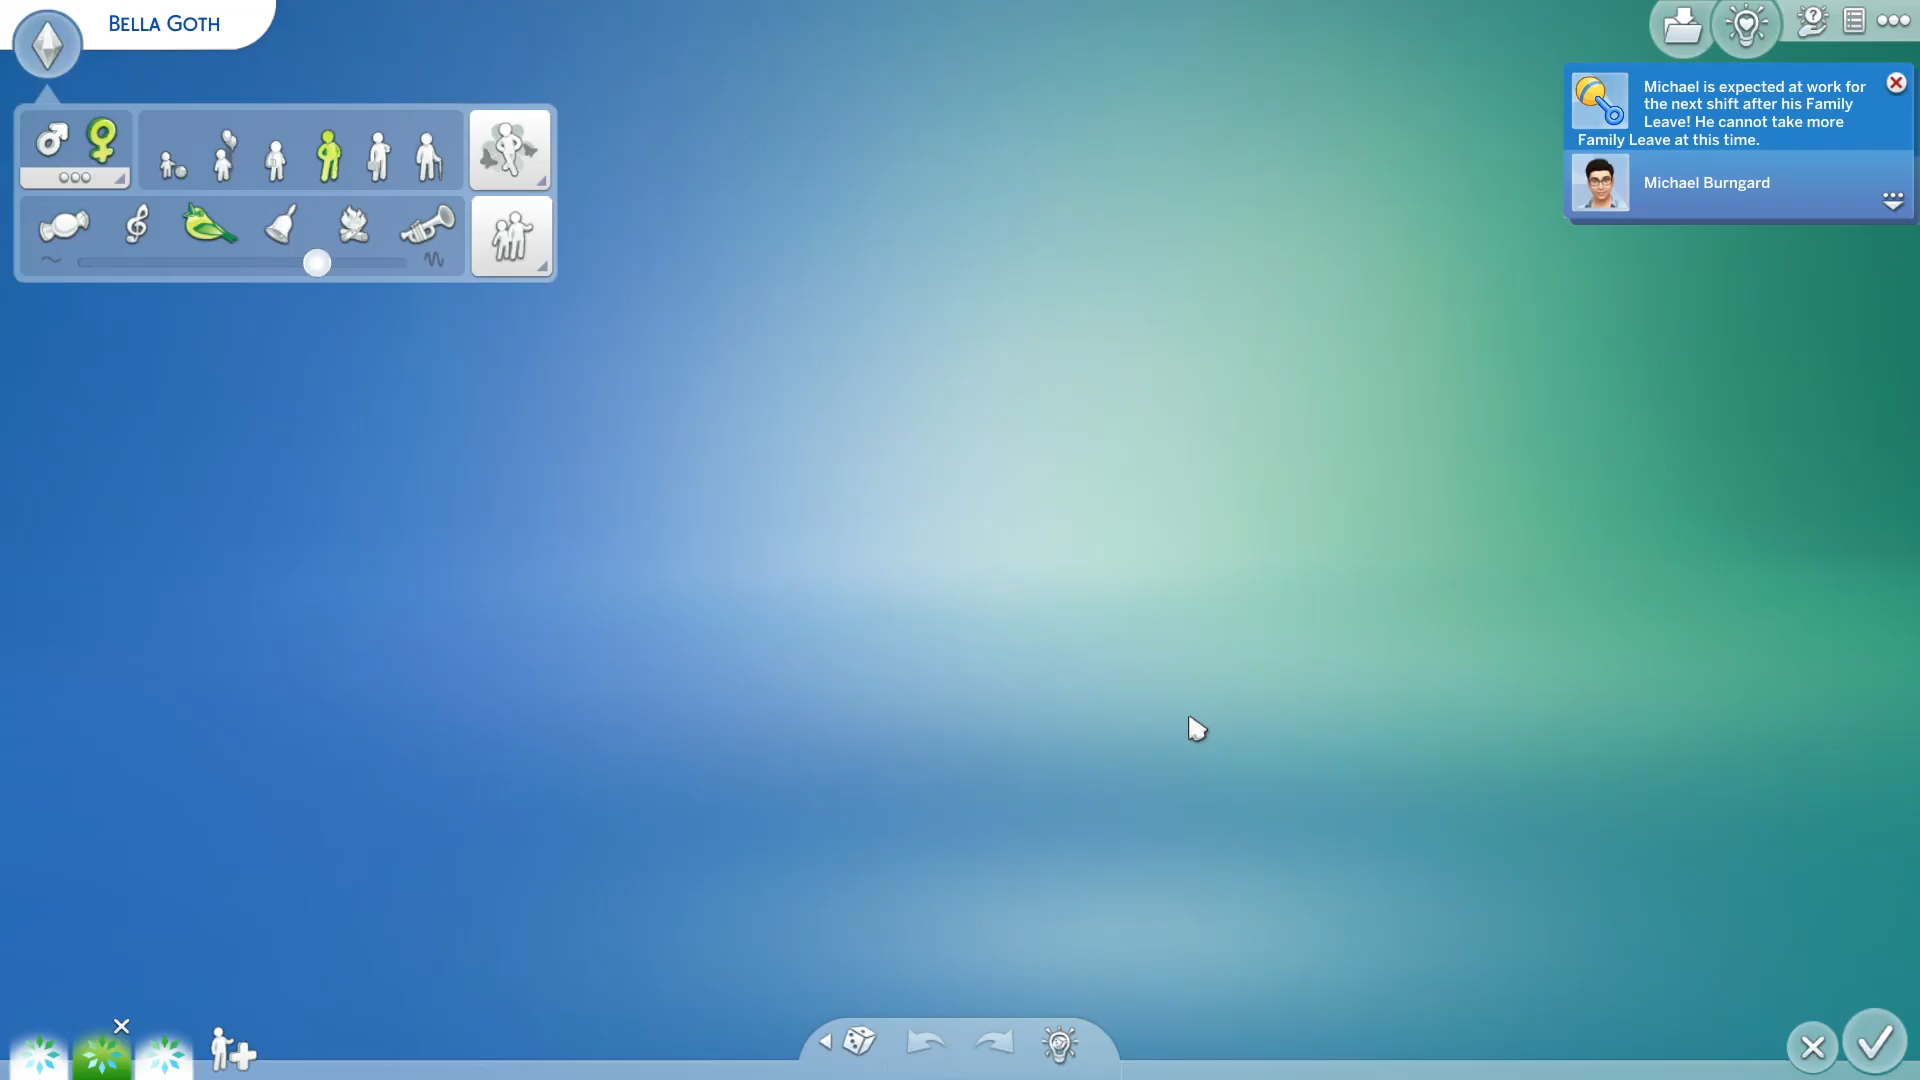 BELLA GOTH
Michael is expected at work for
the next shift after his Family
Leave! He cannot take more
Family Leave at this time.
Michael Burngard